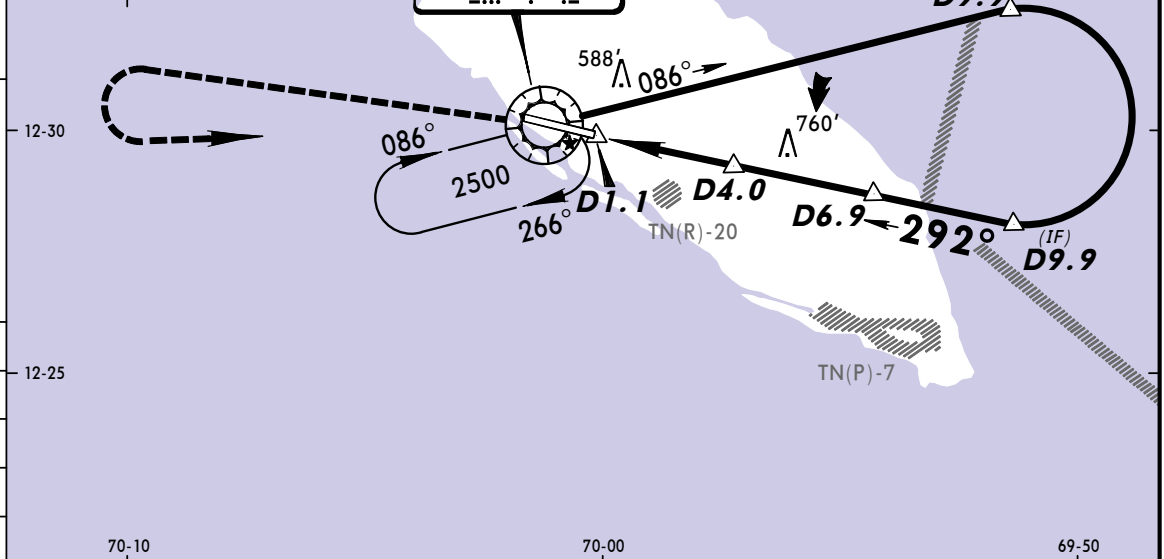 D9.9
588'
086°
760'
12-30
086°
2500
266°
D1.1
D4.0
D6.9
292°
(IF)
D9.9
TN(R)-20
TN(P)-7
12-25
70-10
70-00
69-50